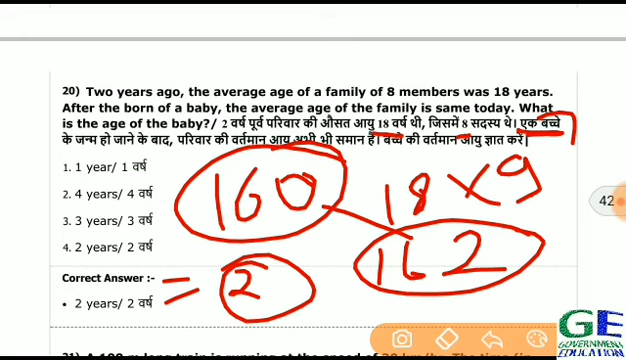 20) Two years ago, the average age of a family of 8 members was 18 years.
After the born of a baby, the average age of the family is same today. What
is the age of the baby?/ 2 वर्ष पूर्व परिवार की औसत आयु 18 वर्ष थी, जिसमें 8 सदस्य थे। एक बच्चे
के जन्म हो जाने के बाद, परिवार की वर्तमान आयु अभी भी समान है। बच्चे की वर्तमान आयु ज्ञात करें|
1. 1 year/ 1 वर्ष
160
18 × 9
2. 4 years/ 4 वर्ष
42
3. 3 years/ 3 वर्ष
4. 2 years/ 2 वर्ष
162
Correct Answer :-
= 2
• 2 years/ 2 वर्ष
GE
GOVERNMENT
EDUCATION